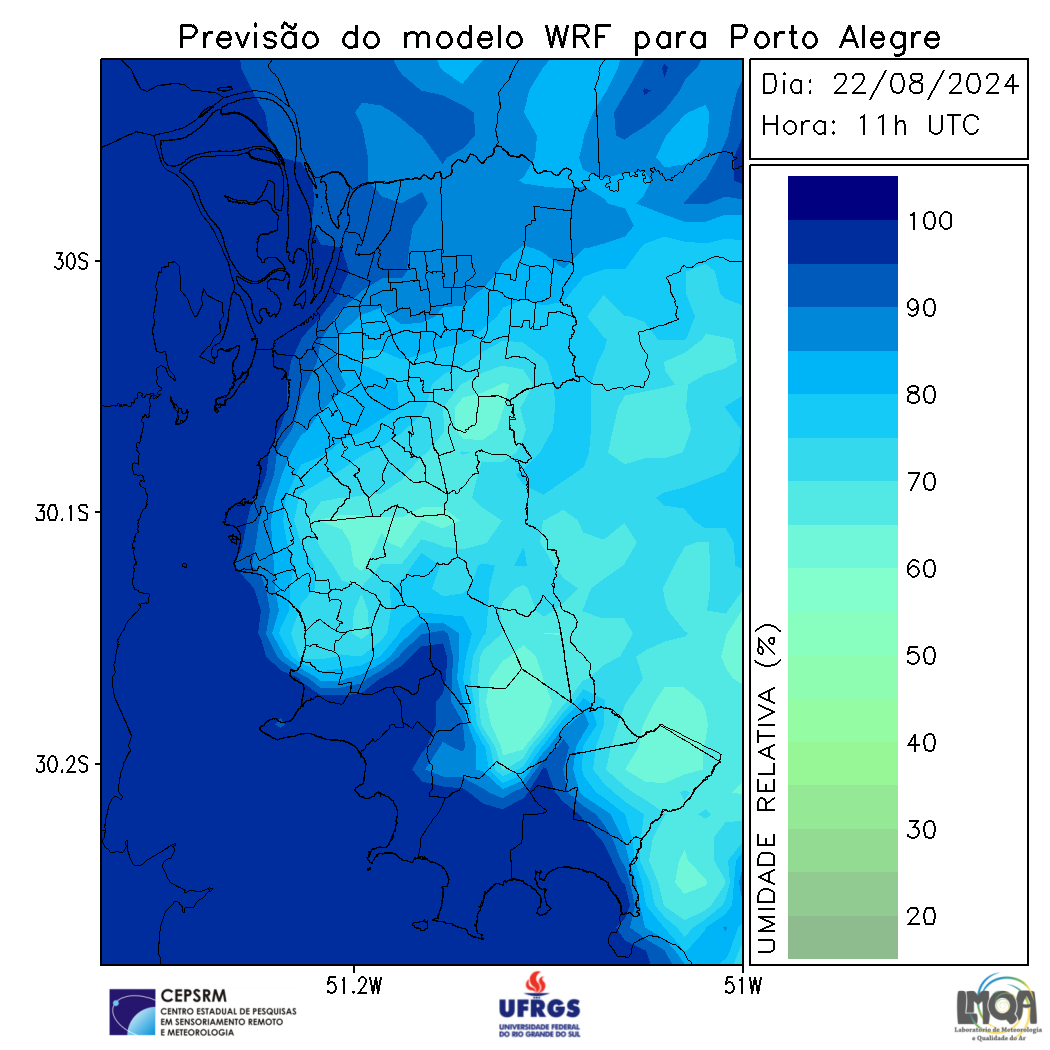 Previsão do modelo WRF para Porto Alegre
Dia: 22/08/2024
Hora: 11h UTC
30S
30.1S
30.2S
51.2W
51W
100
90
80
70
60
50
40
30
20
UMIDADE RELATIVA (%)
CEPSRM
CENTRO ESTADUAL DE PESQUISAS
EM SENSORIAMENTO REMOTO
E METEOROLOGIA
UFRGS
UNIVERSIDADE FEDERAL
DO RIO GRANDE DO SUL
LMQA
Laboratório de Meteorologia
e Qualidade do Ar